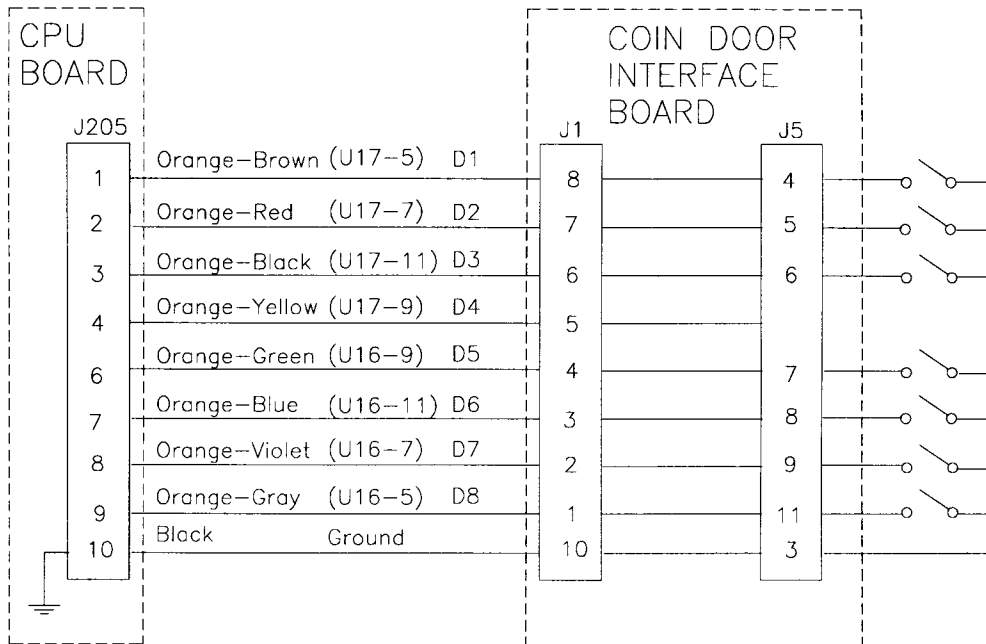 CPU
BOARD
COIN DOOR
INTERFACE
BOARD
J205
J1
J5
1 Orange-Brown (U17-5) D1 8 4
2 Orange-Red (U17-7) D2 7 5
3 Orange-Black (U17-11) D3 6 6
4 Orange-Yellow (U17-9) D4 5
6 Orange-Green (U16-9) D5 4 7
7 Orange-Blue (U16-11) D6 3 8
8 Orange-Violet (U16-7) D7 2 9
9 Orange-Gray (U16-5) D8 1 11
10 Black Ground 10 3